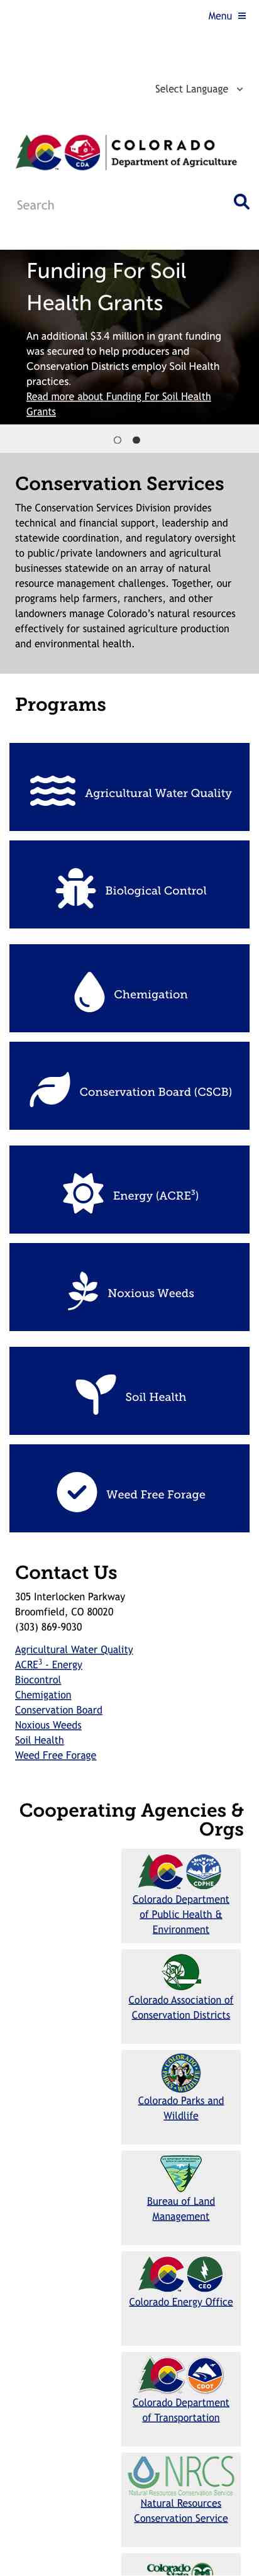 Menu
Select Language
COLORADO
CDA
Department of Agriculture
Search
Funding For Soil
Health Grants
An additional $3.4 million in grant funding
was secured to help producers and
Conservation Districts employ Soil Health
practices.
Read more about Funding For Soil Health
Grants
Conservation Services
The Conservation Services Division provides
technical and financial support, leadership and
statewide coordination, and regulatory oversight
to public/private landowners and agricultural
businesses statewide on an array of natural
resource management challenges. Together, our
programs help farmers, ranchers, and other
landowners manage Colorado's natural resources
effectively for sustained agriculture production
and environmental health.
Programs
Agricultural Water Quality
Biological Control
Chemigation
Conservation Board (CSCB)
Energy (ACRE³)
Noxious Weeds
Soil Health
Weed Free Forage
Contact Us
305 Interlocken Parkway
Broomfield, CO 80020
(303) 869-9030
Agricultural Water Quality
ACRE³ - Energy
Biocontrol
Chemigation
Conservation Board
Noxious Weeds
Soil Health
Weed Free Forage
Cooperating Agencies &
Orgs
CDPHE
Colorado Department
of Public Health &
Environment
Colorado Association of
Conservation Districts
Colorado Parks and
Wildlife
Bureau of Land
Management
CEO
Colorado Energy Office
CDOT
Colorado Department
of Transportation
NRCS
Natural Resources Conservation Service
Natural Resources
Conservation Service
Colorado